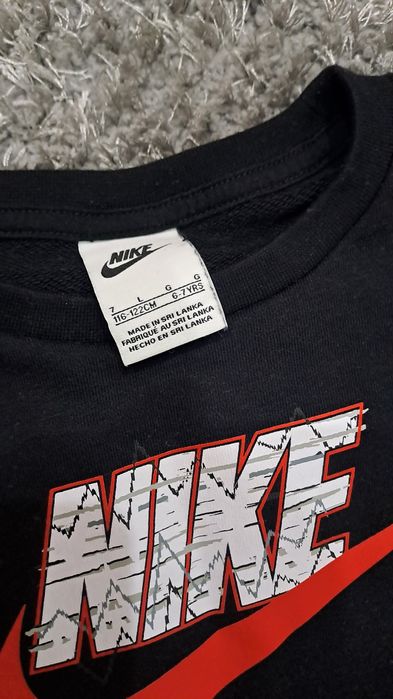 NIKE
7 L G G
116-122CM 6-7YRS
MADE IN SRI LANKA
FABRIQUÉ AU SRI LANKA
HECHO EN SRI LANKA
NIKE